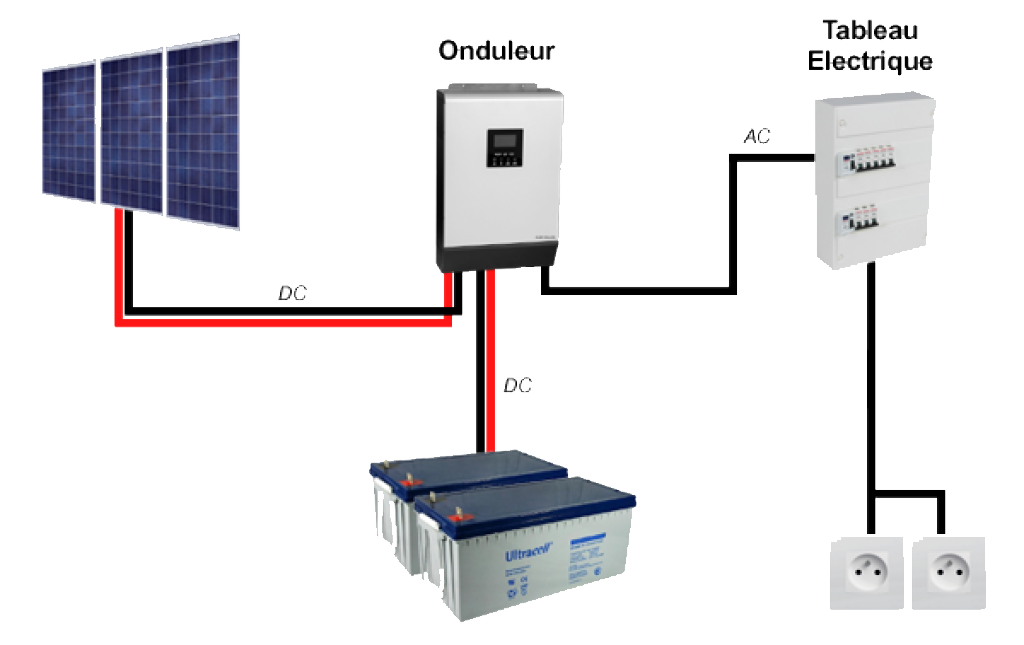 Onduleur
Tableau
Electrique
AC
DC
DC
Ultracell